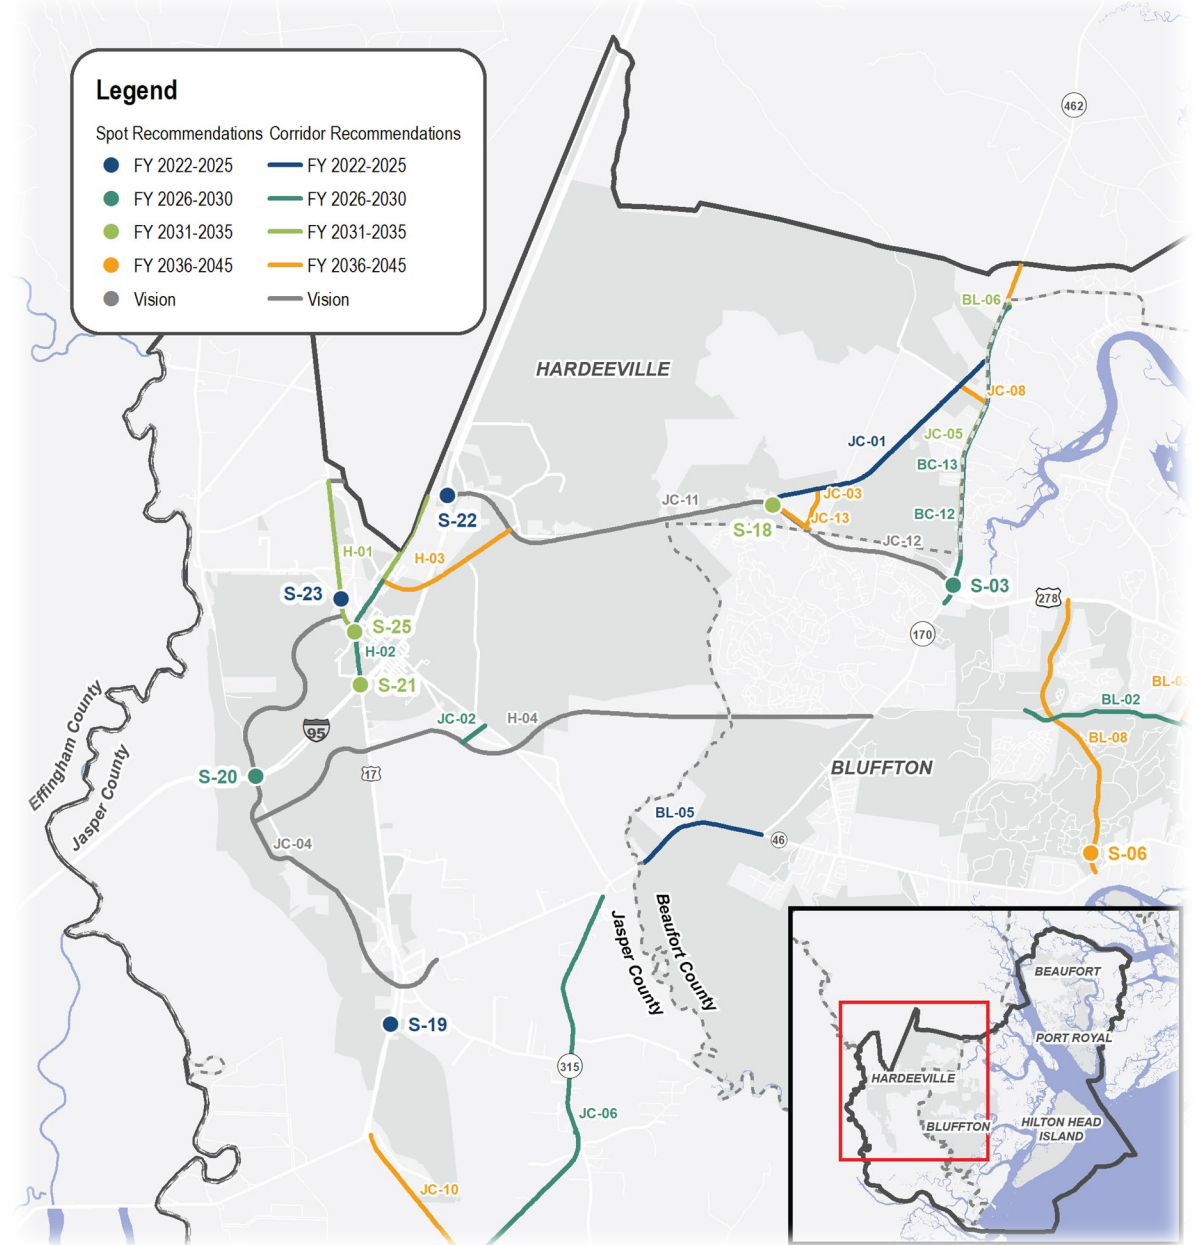 Legend
Spot Recommendations Corridor Recommendations
FY 2022-2025 FY 2022-2025
FY 2026-2030 FY 2026-2030
FY 2031-2035 FY 2031-2035
FY 2036-2045 FY 2036-2045
Vision Vision
462
BL-06
HARDEEVILLE
JC-08
JC-01
JC-05
BC-13
JC-03
JC-11
S-22
S-18
JC-13
BC-12
JC-12
H-01
H-03
S-23
S-03
278
S-25
170
H-02
S-21
BL-0
BL-02
JC-02
H-04
95
BL-08
Effingham County
Jasper County
S-20
17
BLUFFTON
BL-05
46
JC-04
S-06
Jasper County
Beaufort County
S-19
315
JC-06
JC-10
BEAUFORT
PORT ROYAL
HARDEEVILLE
BLUFFTON
HILTON HEAD
ISLAND